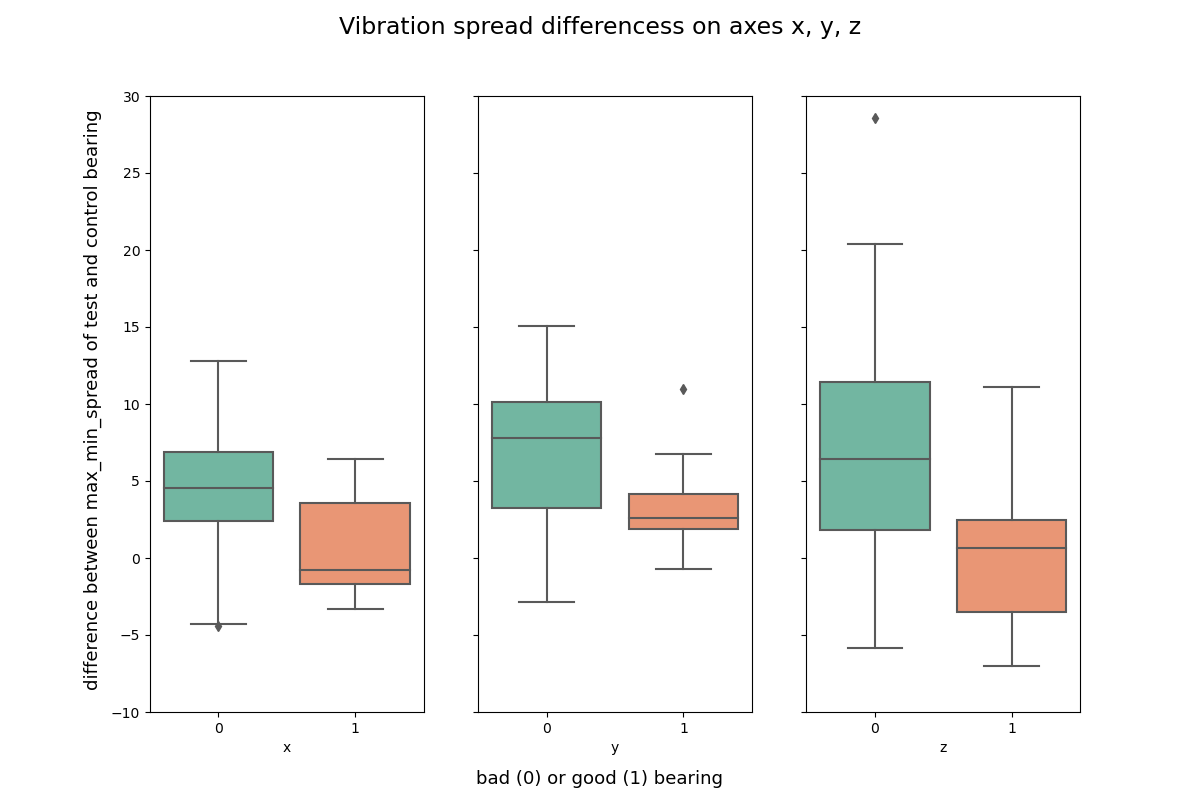 Vibration spread differencess on axes x, y, z
difference between max_min_spread of test and control bearing
30
25
20
15
10
5
0
−5
−10
0 1
x
0 1
y
0 1
z
bad (0) or good (1) bearing